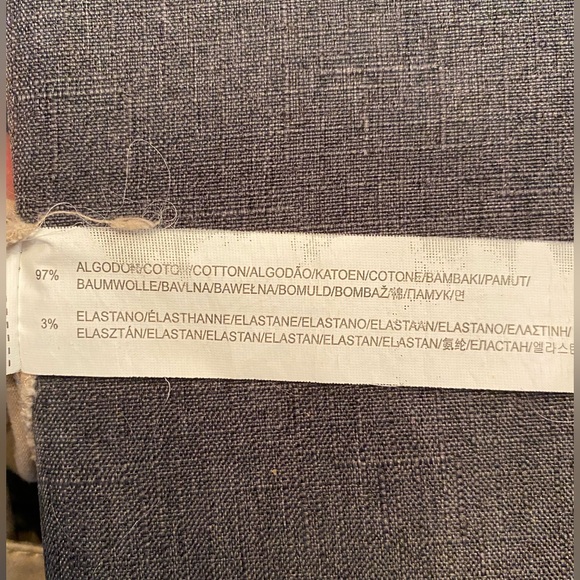 97% ALGODÓN/COTON/COTTON/ALGODÃO/KATOEN/COTONE/BAMBAKI/PAMUT/
BAUMWOLLE/BAVLNA/BAWEŁNA/BOMULD/BOMBAŽ/棉/ПАМУК/면
3% ELASTANO/ÉLASTHANNE/ELASTANE/ELASTANO/ELASTAAN/ELASTANO/ΕΛΑΣΤΙΝΗ/
ELASZTÁN/ELASTAN/ELASTAN/ELASTAN/ELASTAN/ELASTAN/氨纶/ЕЛАСТАН/엘라스탄